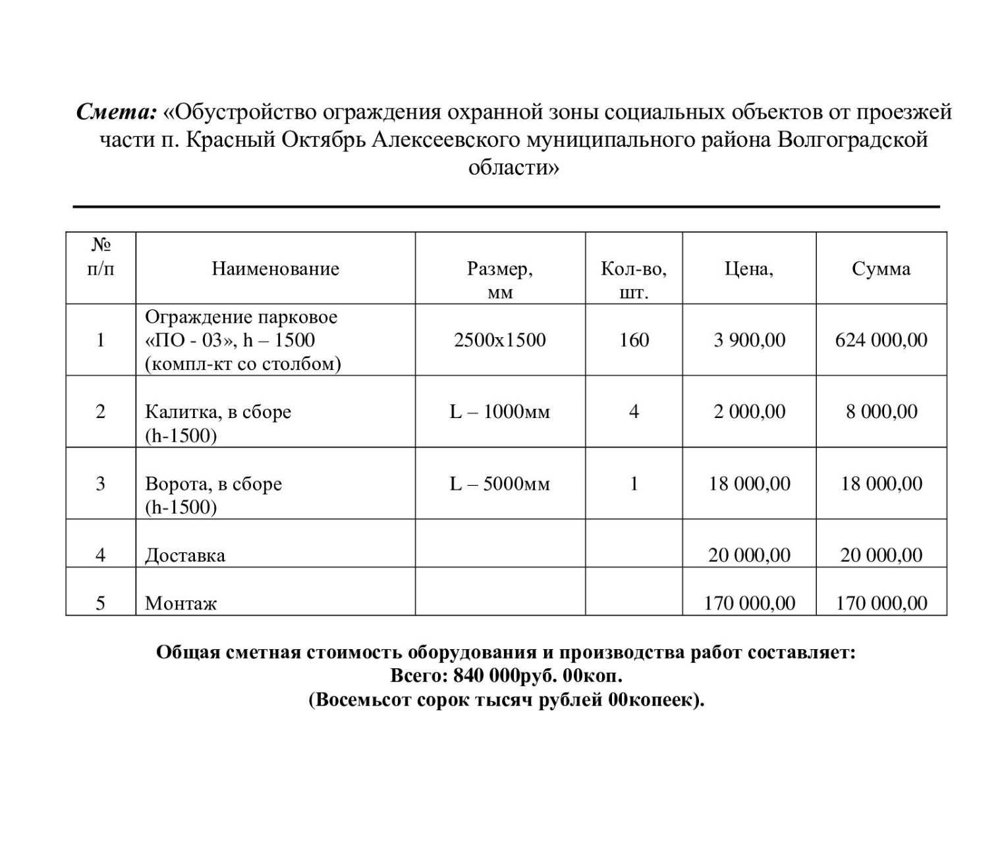 Смета: «Обустройство ограждения охранной зоны социальных объектов от проезжей
части п. Красный Октябрь Алексеевского муниципального района Волгоградской
области»
№
п/п
Наименование
Размер,
мм
Кол-во,
шт.
Цена,
Сумма
1
Ограждение парковое
«ПО - 03», h – 1500
(компл-кт со столбом)
2500х1500
160
3 900,00
624 000,00
2
Калитка, в сборе
(h-1500)
L – 1000мм
4
2 000,00
8 000,00
3
Ворота, в сборе
(h-1500)
L – 5000мм
1
18 000,00
18 000,00
4
Доставка
20 000,00
20 000,00
5
Монтаж
170 000,00
170 000,00
Общая сметная стоимость оборудования и производства работ составляет:
Всего: 840 000руб. 00коп.
(Восемьсот сорок тысяч рублей 00копеек).